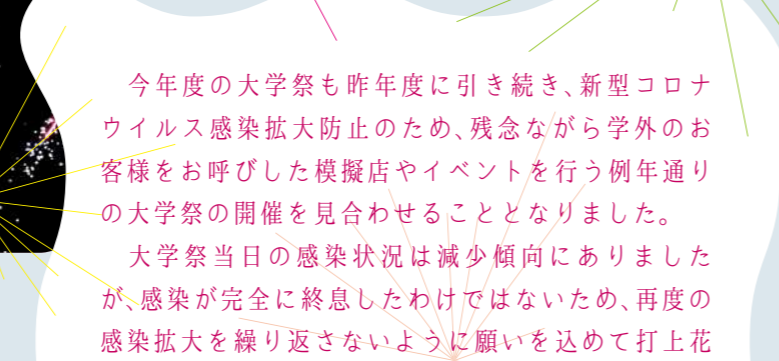 今年度の大学祭も昨年度に引き続き、新型コロナ
ウイルス感染拡大防止のため、残念ながら学外のお
客様をお呼びした模擬店やイベントを行う例年通り
の大学祭の開催を見合わせることとなりました。
大学祭当日の感染状況は減少傾向にありました
が、感染が完全に終息したわけではないため、再度の
感染拡大を繰り返さないように願いを込めて打上花